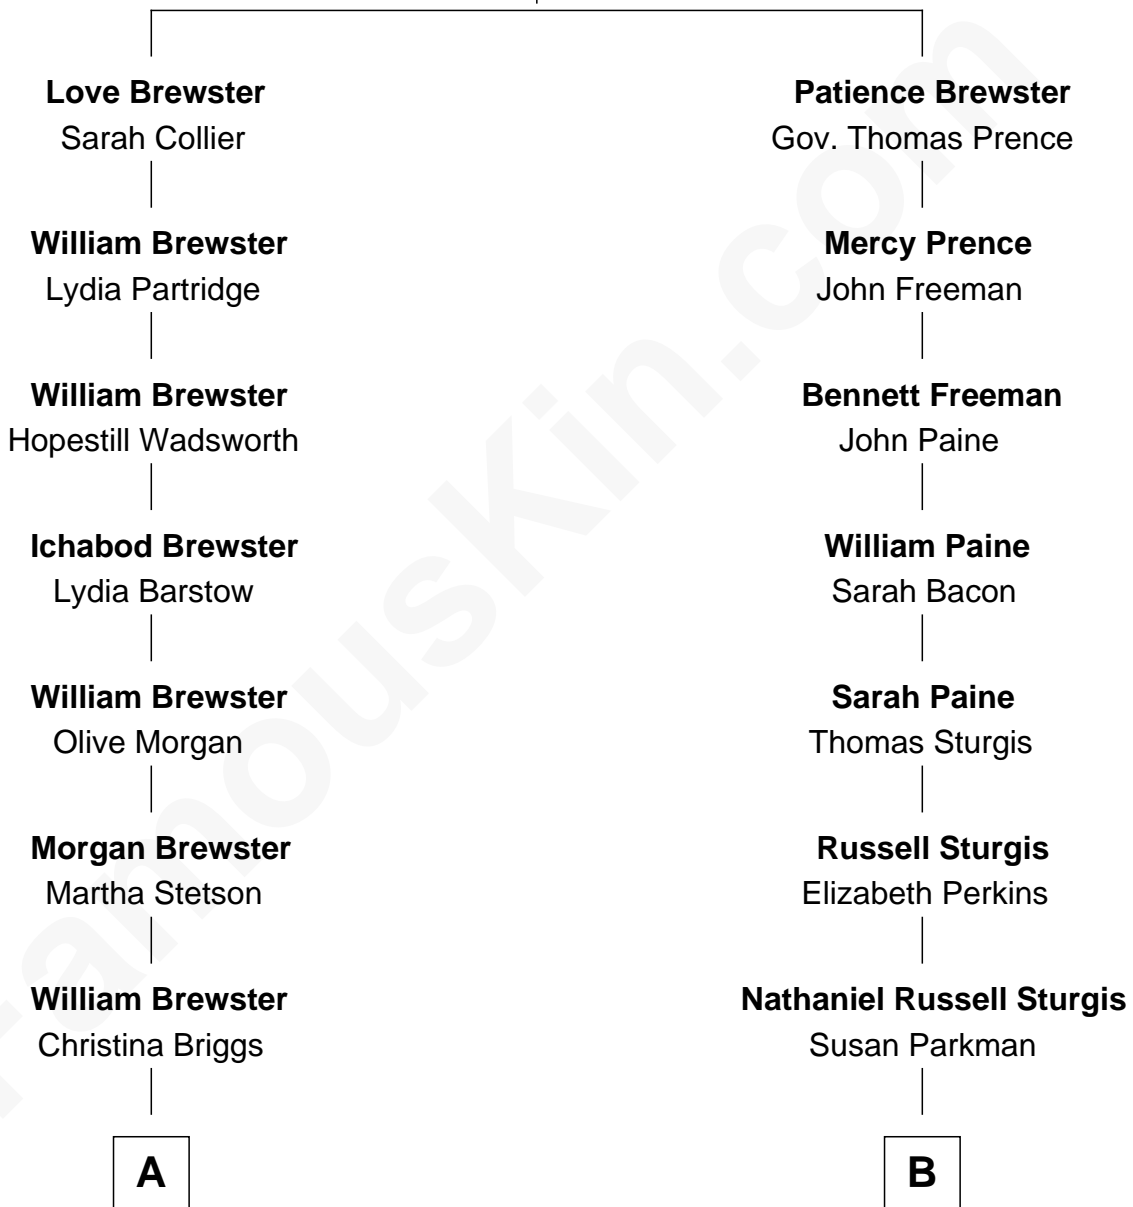 Love Brewster
Sarah Collier
William Brewster
Lydia Partridge
William Brewster
Hopestill Wadsworth
Ichabod Brewster
Lydia Barstow
William Brewster
Olive Morgan
Morgan Brewster
Martha Stetson
William Brewster
Christina Briggs
A
Patience Brewster
Gov. Thomas Prence
Mercy Prence
John Freeman
Bennett Freeman
John Paine
William Paine
Sarah Bacon
Sarah Paine
Thomas Sturgis
Russell Sturgis
Elizabeth Perkins
Nathaniel Russell Sturgis
Susan Parkman
B
FamousKin.com